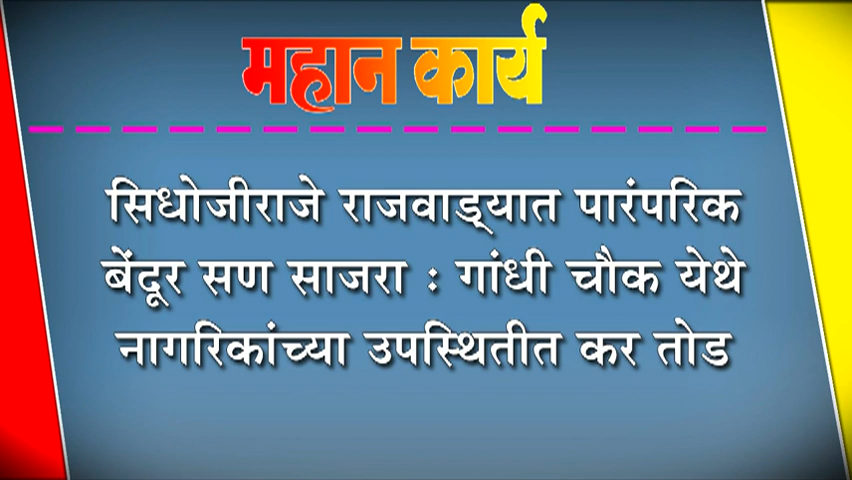 महान कार्य
सिधोजीराजे राजवाड्यात पारंपरिक
बेंदूर सण साजरा : गांधी चौक येथे
नागरिकांच्या उपस्थितीत कर तोड